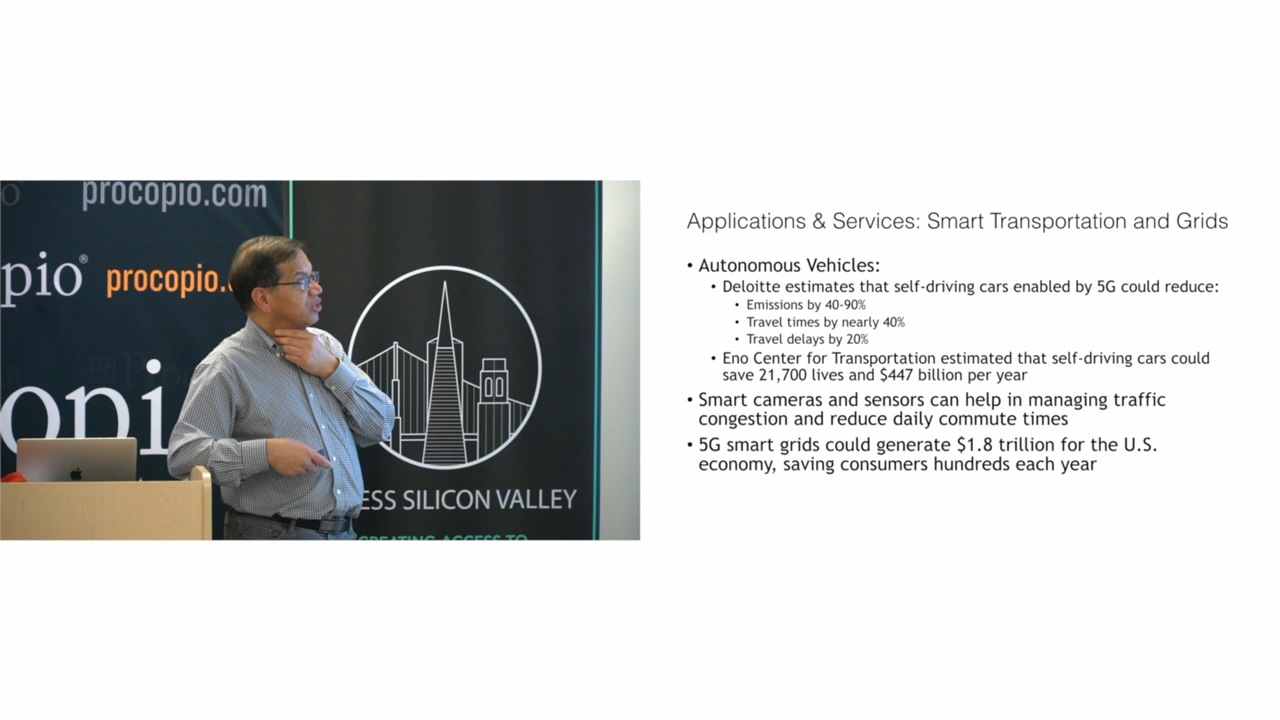 procopio.com
pio®
procopio.
opi
ESS SILICON VALLEY
CREATING ACCESS TO
Applications & Services: Smart Transportation and Grids
• Autonomous Vehicles:
• Deloitte estimates that self-driving cars enabled by 5G could reduce:
• Emissions by 40-90%
• Travel times by nearly 40%
• Travel delays by 20%
• Eno Center for Transportation estimated that self-driving cars could
save 21,700 lives and $447 billion per year
• Smart cameras and sensors can help in managing traffic
congestion and reduce daily commute times
• 5G smart grids could generate $1.8 trillion for the U.S.
economy, saving consumers hundreds each year